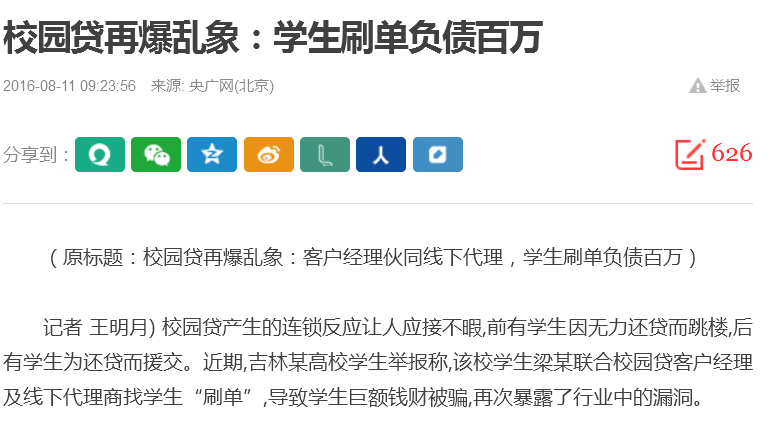 校园贷再爆乱象：学生刷单负债百万
2016-08-11 09:23:56 来源: 央广网(北京)
举报
分享到：
626
（原标题：校园贷再爆乱象：客户经理伙同线下代理，学生刷单负债百万）
记者 王明月) 校园贷产生的连锁反应让人应接不暇,前有学生因无力还贷而跳楼,后
有学生为还贷而援交。近期,吉林某高校学生举报称,该校学生梁某联合校园贷客户经理
及线下代理商找学生“刷单”,导致学生巨额钱财被骗,再次暴露了行业中的漏洞。